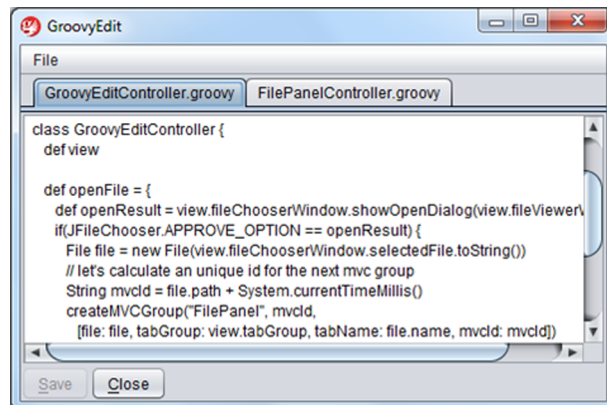 GroovyEdit
File
GroovyEditController.groovy FilePanelController.groovy
class GroovyEditController {
def view
def openFile = {
def openResult = view.fileChooserWindow.showOpenDialog(view.fileViewerW
if(JFileChooser.APPROVE_OPTION == openResult) {
File file = new File(view.fileChooserWindow.selectedFile.toString())
// let's calculate an unique id for the next mvc group
String mvcId = file.path + System.currentTimeMillis()
createMVCGroup("FilePanel", mvcId,
[file: file, tabGroup: view.tabGroup, tabName: file.name, mvcId: mvcId])
Save Close